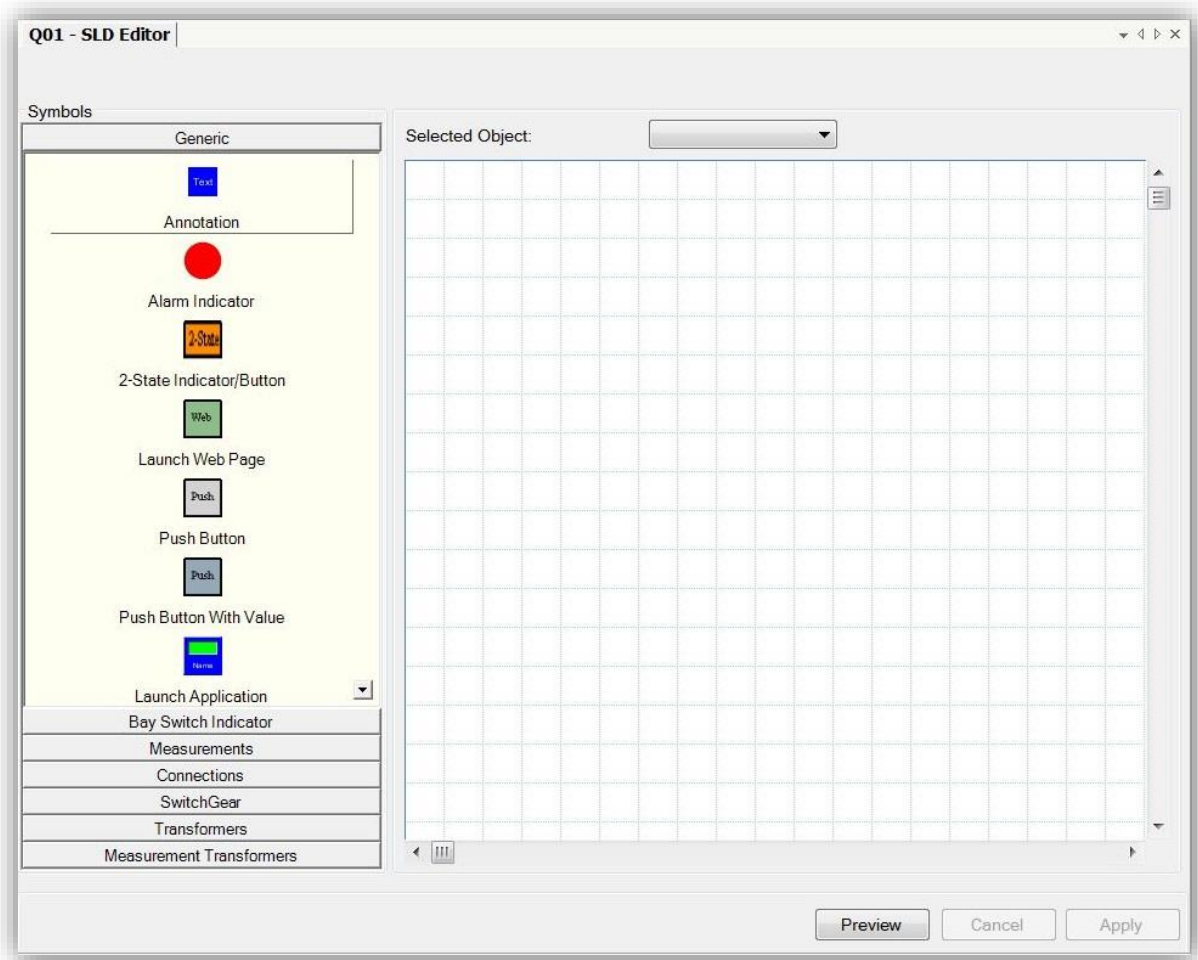 Q01 - SLD Editor
Symbols
Generic
Selected Object:
Text
Annotation
Alarm Indicator
2-State
2-State Indicator/Button
Web
Launch Web Page
Push
Push Button
Push
Push Button With Value
Name
Launch Application
Bay Switch Indicator
Measurements
Connections
SwitchGear
Transformers
Measurement Transformers
Preview
Cancel
Apply